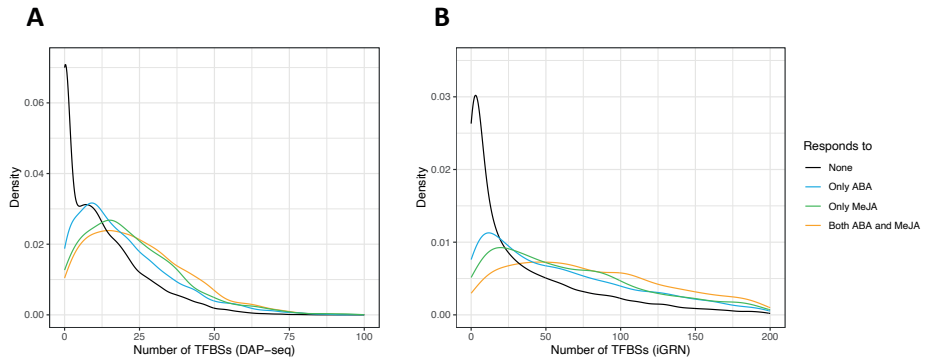 A
B
0.06
0.04
0.02
0.00
Density
0
25
50
75
100
Number of TFBSs (DAP−seq)
0.03
0.02
0.01
0.00
Density
0
50
100
150
200
Number of TFBSs (iGRN)
Responds to
None
Only ABA
Only MeJA
Both ABA and MeJA